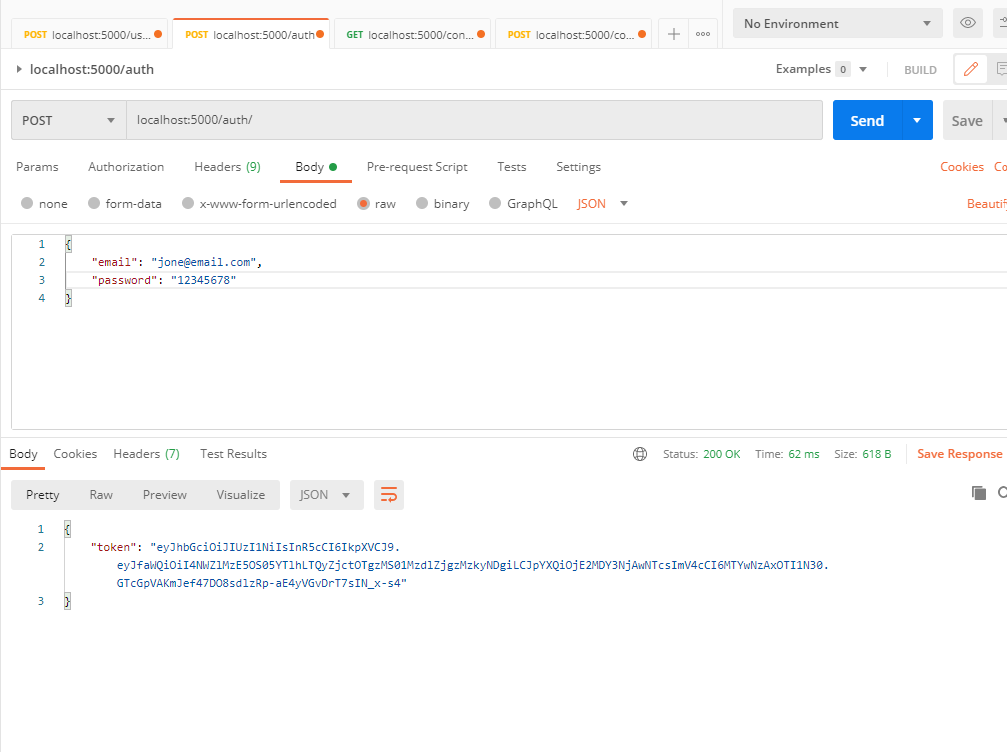 POST localhost:5000/us...
POST localhost:5000/auth
GET localhost:5000/con...
POST localhost:5000/co...
No Environment
localhost:5000/auth
Examples 0
BUILD
POST
localhost:5000/auth/
Send
Save
Params Authorization Headers (9) Body Pre-request Script Tests Settings
Cookies Co
none form-data x-www-form-urlencoded raw binary GraphQL JSON
Beautif
1 {
2 "email": "jone@email.com",
3 "password": "12345678"
4 }
Body Cookies Headers (7) Test Results
Status: 200 OK Time: 62 ms Size: 618 B Save Response
Pretty Raw Preview Visualize JSON
1 {
2 "token": "eyJhbGciOiJIUzI1NiIsInR5cCI6IkpXVCJ9.
eyJfaWQiOiI4NWZlMzE5OS05YTlhLTQyZjctOTgzMS01MzdlZjgzMzkyNDgiLCJpYXQiOjE2MDY3NjAwNTcsImV4cCI6MTYwNzAxOTI1N30.
GTcGpVAKmJef47DO8sdlzRp-aE4yVGvDrT7sIN_x-s4"
3 }